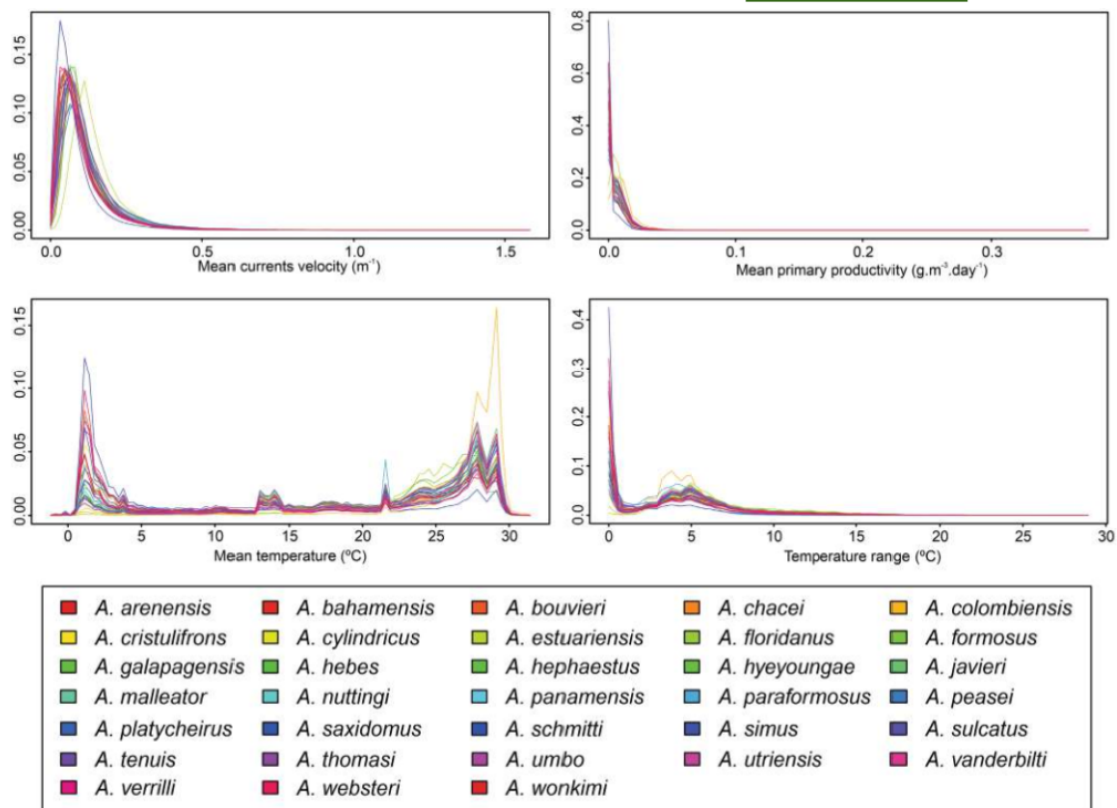 0.00 0.05 0.10 0.15
0.0 0.5 1.0 1.5
Mean currents velocity (m⁻¹)
0.0 0.2 0.4 0.6 0.8
0.0 0.1 0.2 0.3
Mean primary productivity (g.m⁻³.day⁻¹)
0.00 0.05 0.10 0.15
0 5 10 15 20 25 30
Mean temperature (ºC)
0.0 0.1 0.2 0.3 0.4
0 5 10 15 20 25 30
Temperature range (ºC)
A. arenensis A. bahamensis A. bouvieri A. chacei A. colombiensis
A. cristulifrons A. cylindricus A. estuariensis A. floridanus A. formosus
A. galapagensis A. hebes A. hephaestus A. hyeyoungae A. javieri
A. malleator A. nuttingi A. panamensis A. paraformosus A. peasei
A. platycheirus A. saxidomus A. schmitti A. simus A. sulcatus
A. tenuis A. thomasi A. umbo A. utriensis A. vanderbilti
A. verrilli A. websteri A. wonkimi